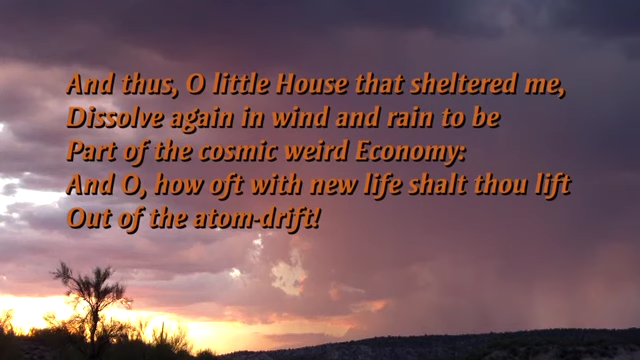 And thus, O little House that sheltered me,
Dissolve again in wind and rain to be
Part of the cosmic weird Economy:
And O, how oft with new life shalt thou lift
Out of the atom-drift!